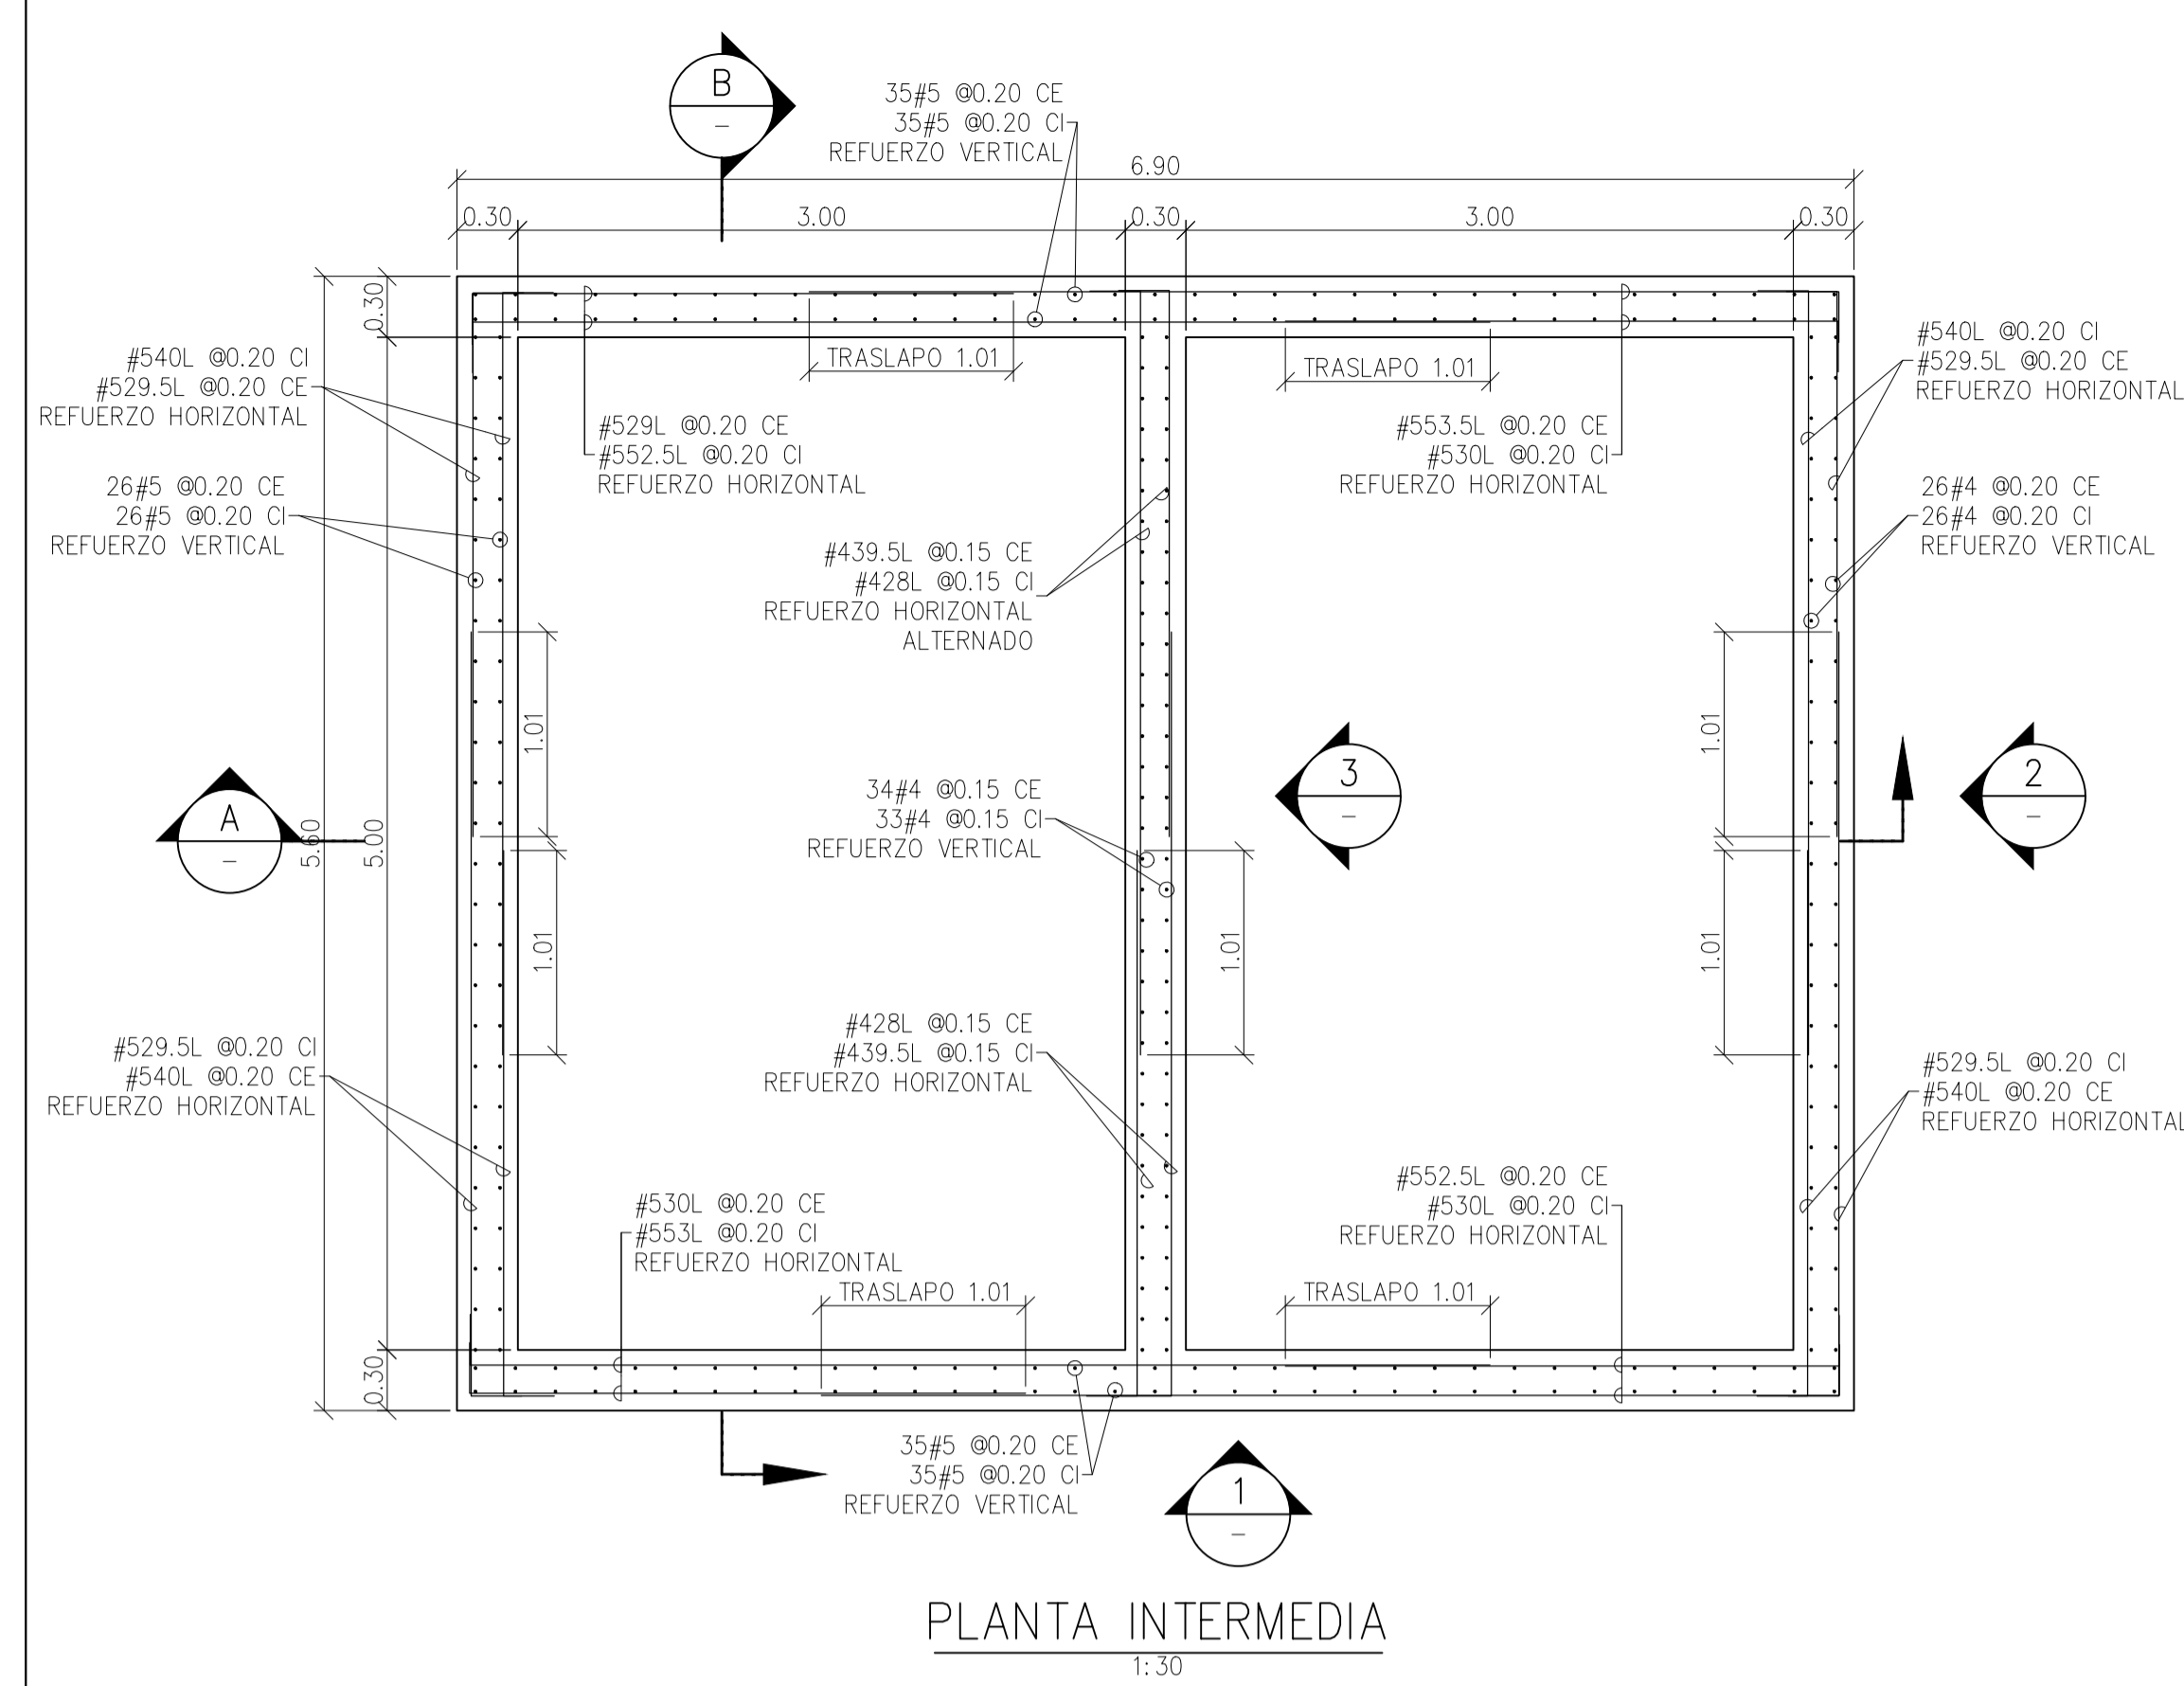 B
-
35#5 @0.20 CE
35#5 @0.20 CI
REFUERZO VERTICAL
6.90
0.30
3.00
0.30
3.00
0.30
0.30
#540L @0.20 CI
#529.5L @0.20 CE
REFUERZO HORIZONTAL
TRASLAPO 1.01
TRASLAPO 1.01
#540L @0.20 CI
#529.5L @0.20 CE
REFUERZO HORIZONTAL
#529L @0.20 CE
#552.5L @0.20 CI
REFUERZO HORIZONTAL
#553.5L @0.20 CE
#530L @0.20 CI
REFUERZO HORIZONTAL
26#5 @0.20 CE
26#5 @0.20 CI
REFUERZO VERTICAL
26#4 @0.20 CE
26#4 @0.20 CI
REFUERZO VERTICAL
#439.5L @0.15 CE
#428L @0.15 CI
REFUERZO HORIZONTAL
ALTERNADO
1.01
1.01
A
-
5.60
5.00
34#4 @0.15 CE
33#4 @0.15 CI
REFUERZO VERTICAL
3
-
2
-
1.01
1.01
1.01
#529.5L @0.20 CI
#540L @0.20 CE
REFUERZO HORIZONTAL
#428L @0.15 CE
#439.5L @0.15 CI
REFUERZO HORIZONTAL
#529.5L @0.20 CI
#540L @0.20 CE
REFUERZO HORIZONTAL
#530L @0.20 CE
#553L @0.20 CI
REFUERZO HORIZONTAL
#552.5L @0.20 CE
#530L @0.20 CI
REFUERZO HORIZONTAL
TRASLAPO 1.01
TRASLAPO 1.01
0.30
35#5 @0.20 CE
35#5 @0.20 CI
REFUERZO VERTICAL
1
-
PLANTA INTERMEDIA
1:30